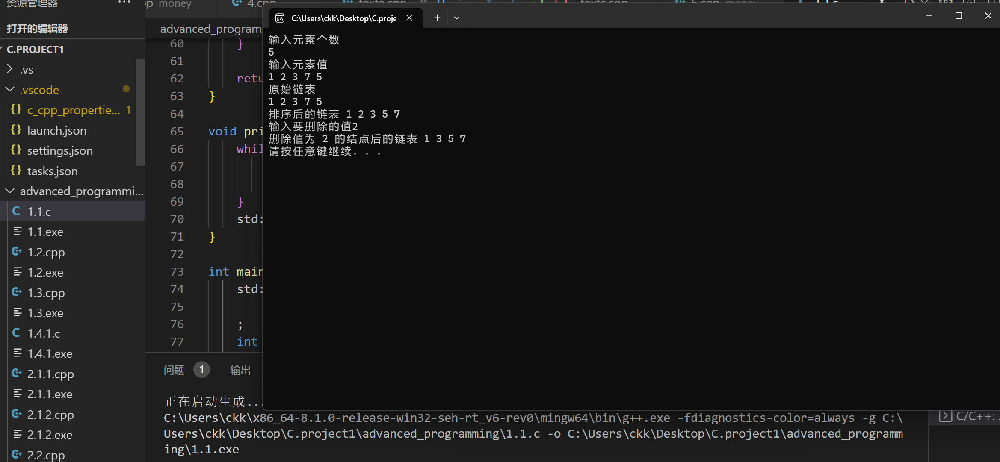 资源管理器
打开的编辑器
C.PROJECT1
.vs
.vscode
c_cpp_propertie... 1
launch.json
settings.json
tasks.json
advanced_programmi...
1.1.c
1.1.exe
1.2.cpp
1.2.exe
1.3.cpp
1.3.exe
1.4.1.c
1.4.1.exe
2.1.1.cpp
2.1.1.exe
2.1.2.cpp
2.1.2.exe
2.2.cpp
money
4.cpp
texta.cpp
textc.cpp
5.cpp money
1.1.c
60 }
61
62 retu
63 }
64
65 void pri
66 whil
67
68
69 }
70 std:
71 }
72
73 int main
74 std:
75
76 ;
77 int
C:\Users\ckk\Desktop\C.proje
输入元素个数
5
输入元素值
1 2 3 7 5
原始链表
1 2 3 7 5
排序后的链表 1 2 3 5 7
输入要删除的值2
删除值为 2 的结点后的链表 1 3 5 7
请按任意键继续. . .
问题 1 输出
正在启动生成...
C:\Users\ckk\x86_64-8.1.0-release-win32-seh-rt_v6-rev0\mingw64\bin\g++.exe -fdiagnostics-color=always -g C:\
Users\ckk\Desktop\C.project1\advanced_programming\1.1.c -o C:\Users\ckk\Desktop\C.project1\advanced_programm
ing\1.1.exe
C/C++: .